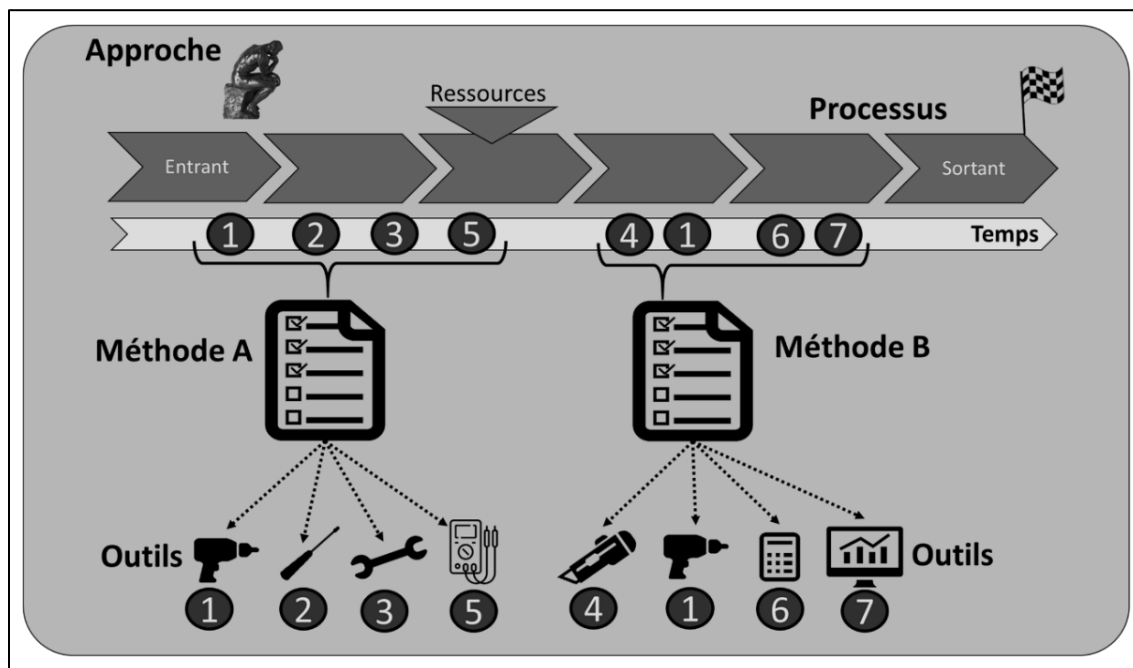 Approche
Ressources
Processus
Entrant
Sortant
1 2 3 5 4 1 6 7 Temps
Méthode A
Méthode B
Outils
Outils
1 2 3 5 4 1 6 7